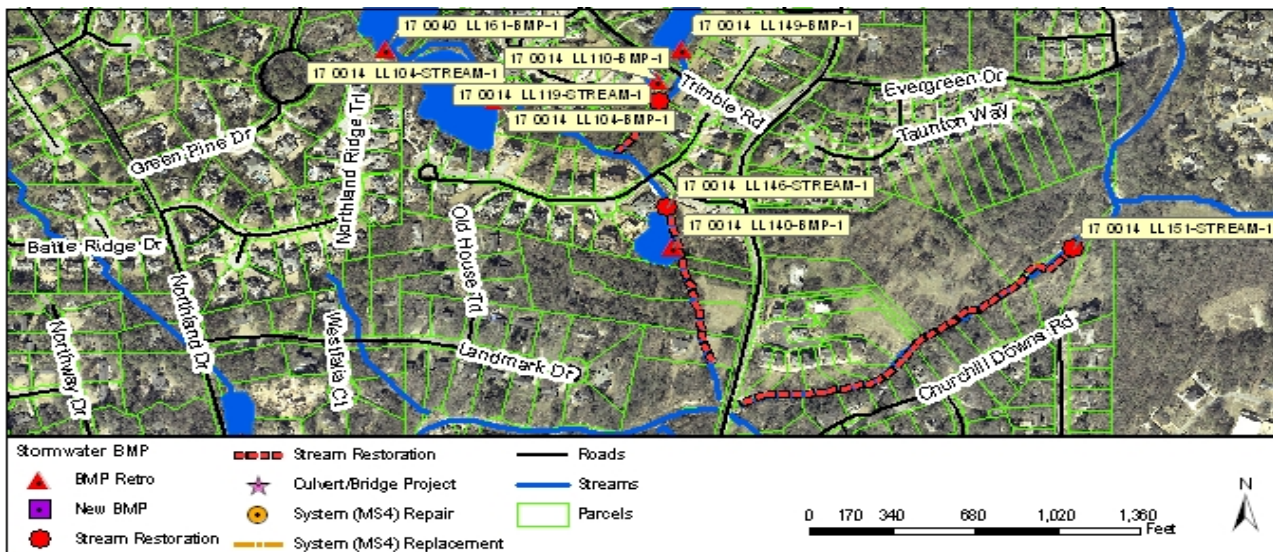 17 0040 LL161-BMP-1
17 0014 LL149-BMP-1
17 0014 LL110-BMP-1
17 0014 LL104-STREAM-1
17 0014 LL119-STREAM-1
17 0014 LL104-BMP-1
Trimble Rd
Evergreen Dr
Taunton Way
Green Pine Dr
Northland Ridge Trl
17 0014 LL146-STREAM-1
17 0014 LL140-BMP-1
17 0014 LL151-STREAM-1
Battle Ridge Dr
Old House Trl
Northland Dr
Westlake Ct
Northway Dr
Landmark Dr
Churchill Downs Rd
Stormwater BMP
BMP Retro
New BMP
Stream Restoration
Stream Restoration
Culvert/Bridge Project
System (MS4) Repair
System (MS4) Replacement
Roads
Streams
Parcels
N
0 170 340 680 1,020 1,360
Feet